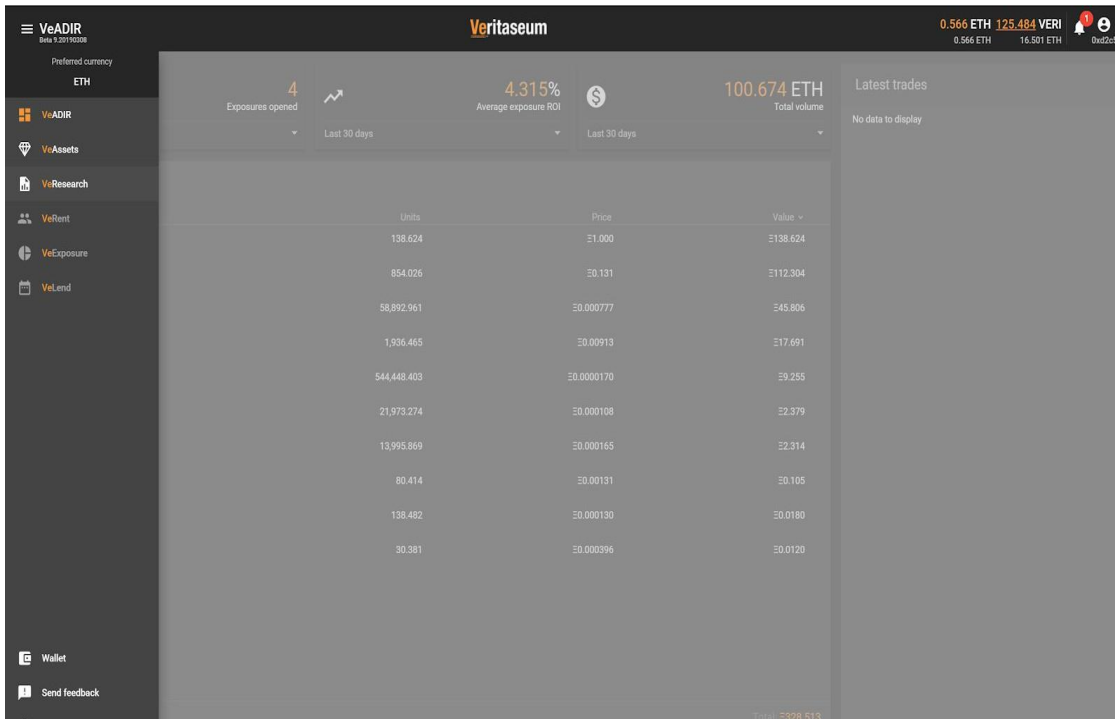 VeADIR
Beta 9.20190308
Veritaseum
0.566 ETH 125.484 VERI
0.566 ETH 16.501 ETH
1
0xd2c5
Preferred currency
ETH
VeADIR
VeAssets
VeResearch
VeRent
VeExposure
VeLend
Wallet
Send feedback
4
Exposures opened
4.315%
Average exposure ROI
Last 30 days
100.674 ETH
Total volume
Last 30 days
Latest trades
No data to display
Units Price Value
138.624 Ξ1.000 Ξ138.624
854.026 Ξ0.131 Ξ112.304
58,892.961 Ξ0.000777 Ξ45.806
1,936.465 Ξ0.00913 Ξ17.691
544,448.403 Ξ0.0000170 Ξ9.255
21,973.274 Ξ0.000108 Ξ2.379
13,995.869 Ξ0.000165 Ξ2.314
80.414 Ξ0.00131 Ξ0.105
138.482 Ξ0.000130 Ξ0.0180
30.381 Ξ0.000396 Ξ0.0120
Total: Ξ328.513